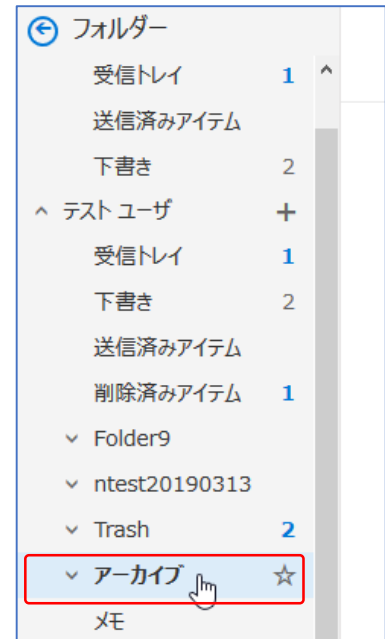 フォルダー
受信トレイ 1
送信済みアイテム
下書き 2
テスト ユーザ +
受信トレイ 1
下書き 2
送信済みアイテム
削除済みアイテム 1
Folder9
ntest20190313
Trash 2
アーカイブ
メモ